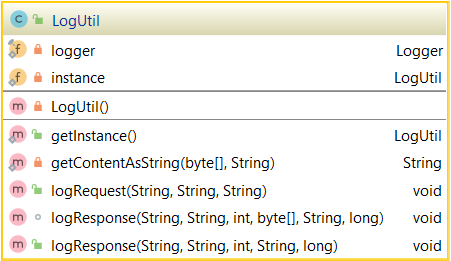 LogUtil
logger Logger
instance LogUtil
LogUtil()
getInstance() LogUtil
getContentAsString(byte[], String) String
logRequest(String, String, String) void
logResponse(String, String, int, byte[], String, long) void
logResponse(String, String, int, String, long) void